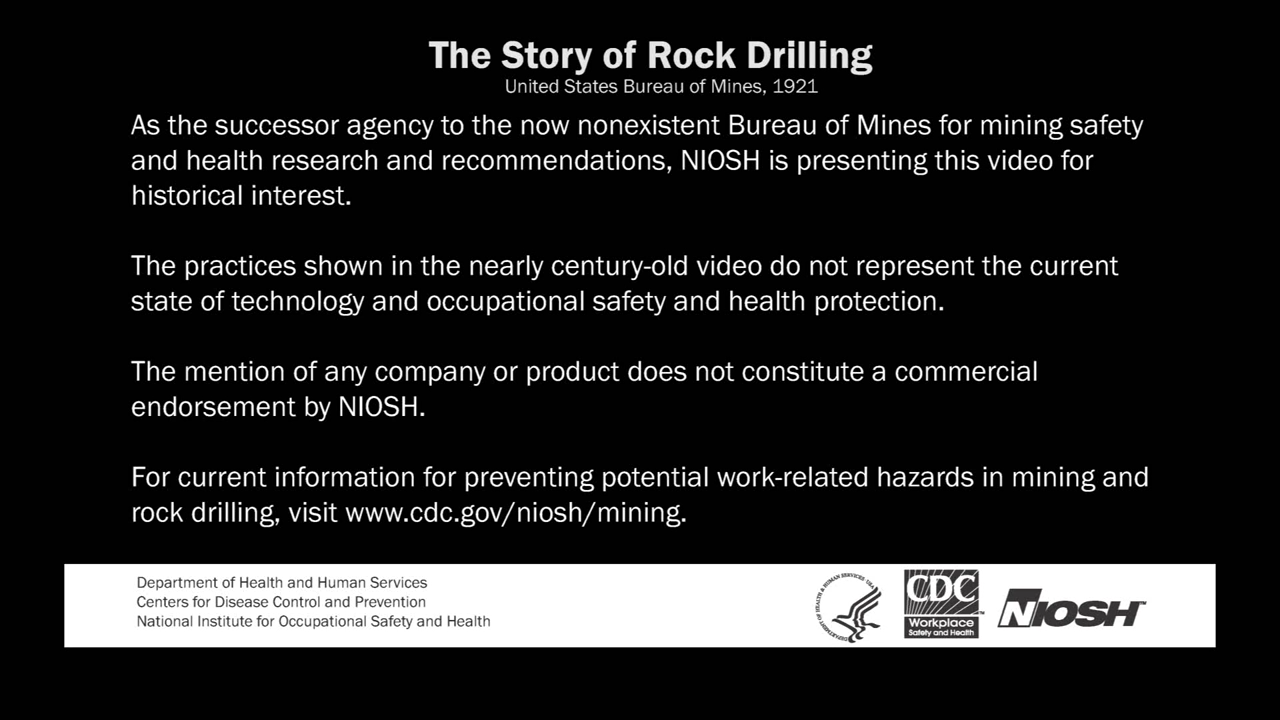 The Story of Rock Drilling
United States Bureau of Mines, 1921
As the successor agency to the now nonexistent Bureau of Mines for mining safety
and health research and recommendations, NIOSH is presenting this video for
historical interest.
The practices shown in the nearly century-old video do not represent the current
state of technology and occupational safety and health protection.
The mention of any company or product does not constitute a commercial
endorsement by NIOSH.
For current information for preventing potential work-related hazards in mining and
rock drilling, visit www.cdc.gov/niosh/mining.
Department of Health and Human Services
Centers for Disease Control and Prevention
National Institute for Occupational Safety and Health
DEPARTMENT OF HEALTH & HUMAN SERVICES USA
CDC
Workplace
Safety and Health
NIOSH